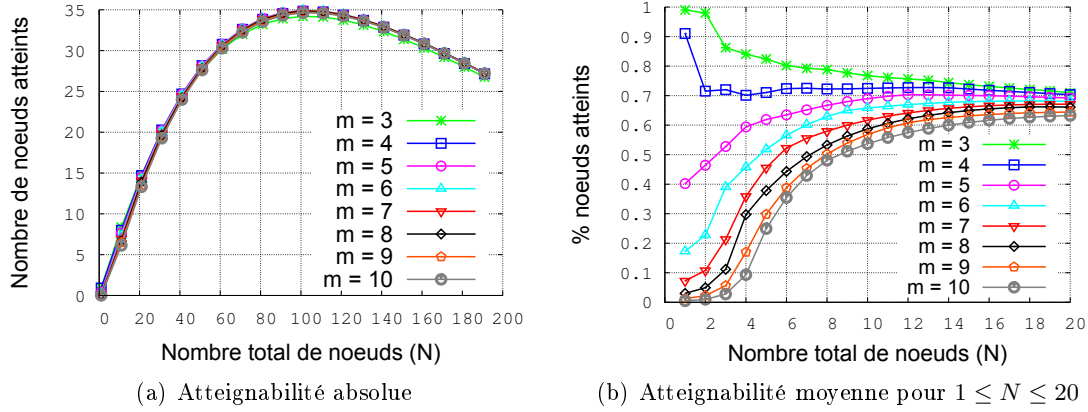 Nombre de noeuds atteints
35
30
25
20
15
10
5
0
m = 3
m = 4
m = 5
m = 6
m = 7
m = 8
m = 9
m = 10
0 20 40 60 80 100 120 140 160 180 200
Nombre total de noeuds (N)
(a) Atteignabilité absolue
% noeuds atteints
1
0.9
0.8
0.7
0.6
0.5
0.4
0.3
0.2
0.1
0
m = 3
m = 4
m = 5
m = 6
m = 7
m = 8
m = 9
m = 10
0 2 4 6 8 10 12 14 16 18 20
Nombre total de noeuds (N)
(b) Atteignabilité moyenne pour 1 ≤ N ≤ 20